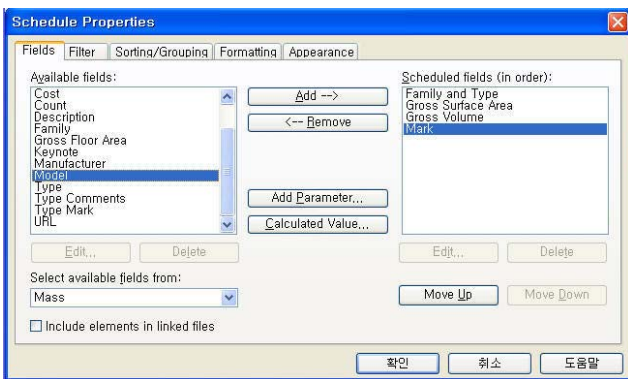 Schedule Properties
Fields Filter Sorting/Grouping Formatting Appearance
Available fields:
Cost
Count
Description
Family
Gross Floor Area
Keynote
Manufacturer
Model
Type
Type Comments
Type Mark
URL
Edit... Delete
Select available fields from:
Mass
Include elements in linked files
Add -->
<-- Remove
Add Parameter...
Calculated Value...
Scheduled fields (in order):
Family and Type
Gross Surface Area
Gross Volume
Mark
Edit... Delete
Move Up Move Down
확인 취소 도움말